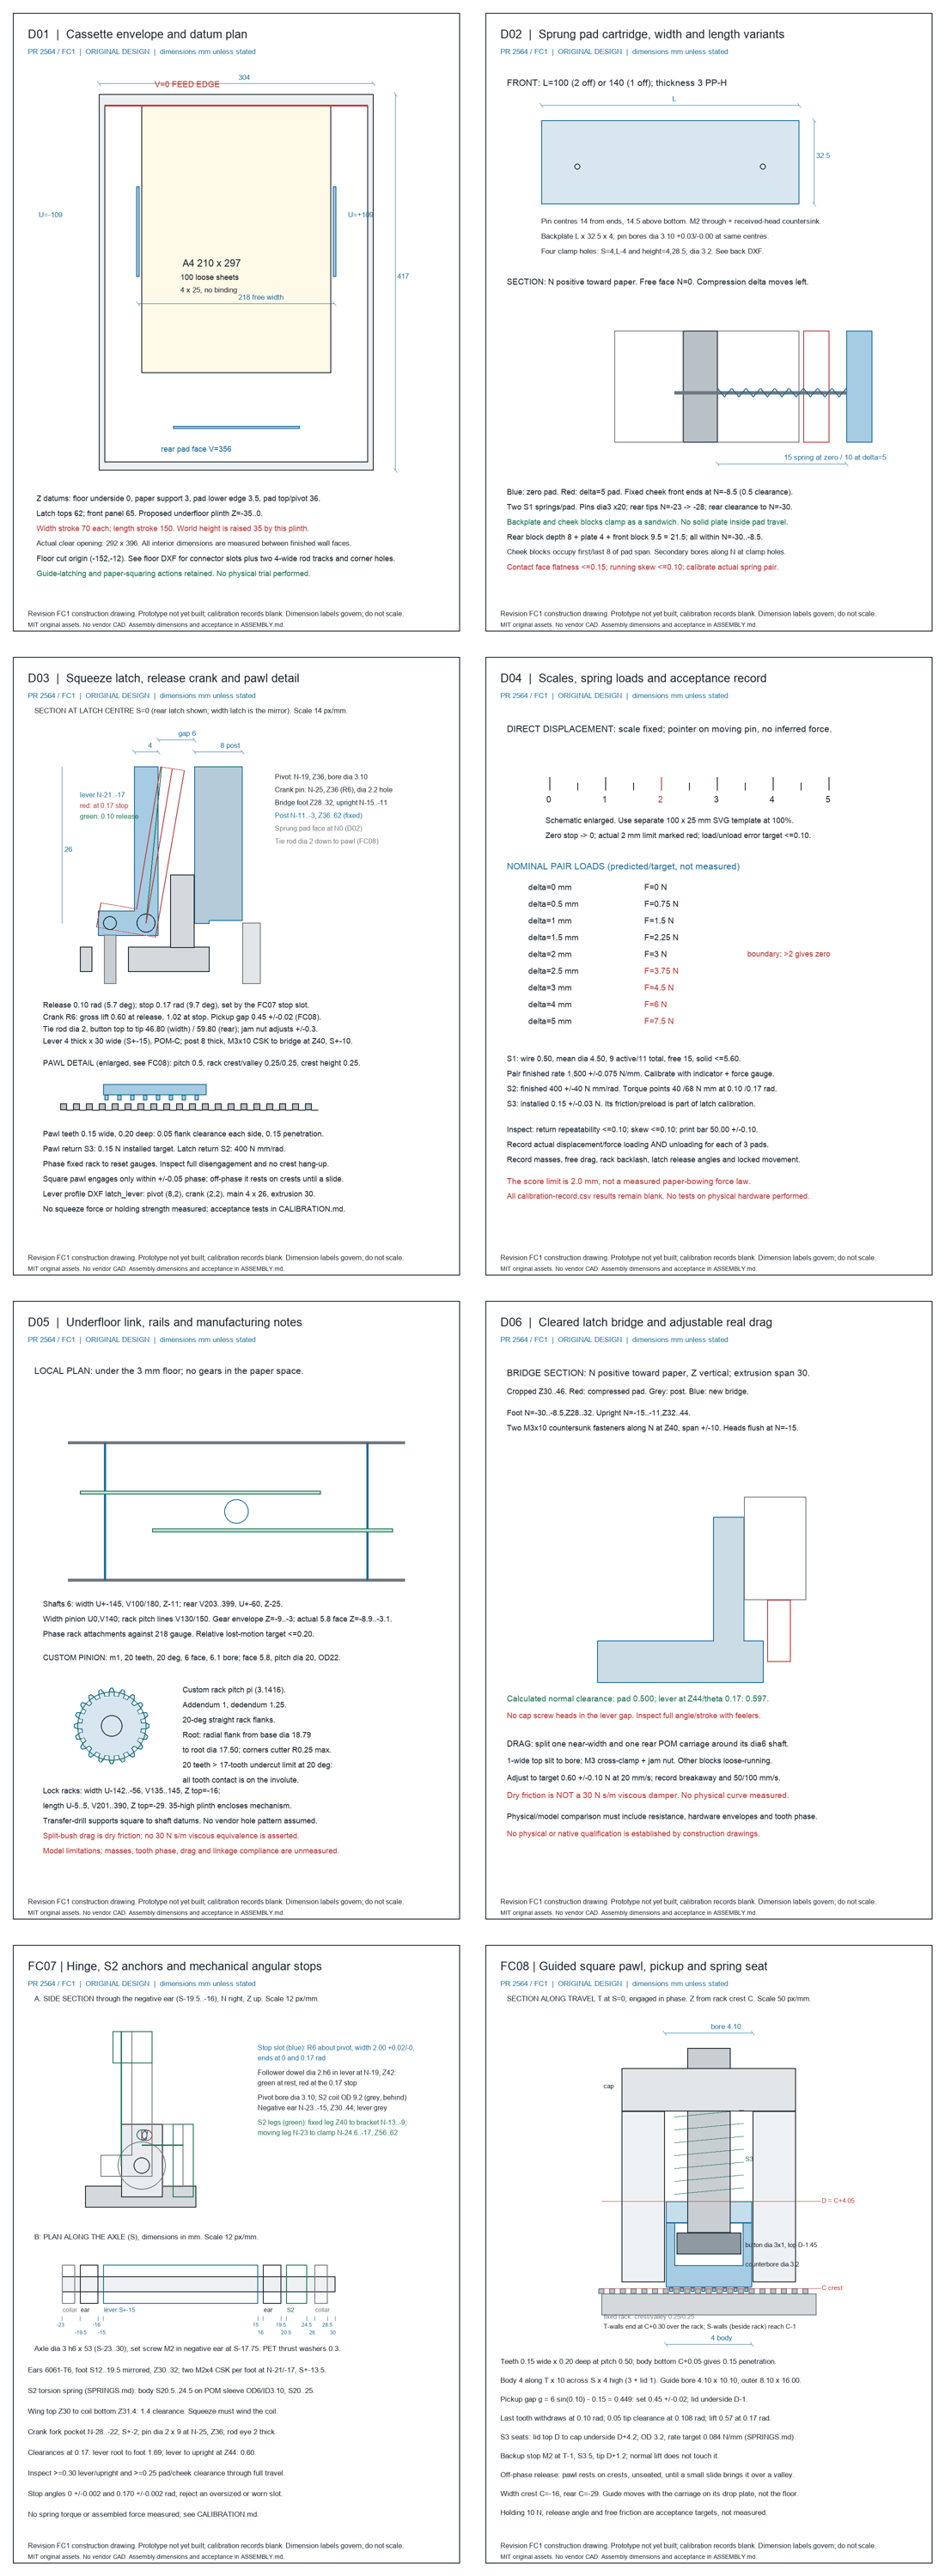 D01 | Cassette envelope and datum plan
PR 2564 / FC1 | ORIGINAL DESIGN | dimensions mm unless stated
304
V=0 FEED EDGE
U=-109
U=+109
A4 210 x 297
100 loose sheets
4 x 25, no binding
218 free width
417
rear pad face V=356
Z datums: floor underside 0, paper support 3, pad lower edge 3.5, pad top/pivot 36.
Latch tops 62; front panel 65. Proposed underfloor plinth Z=-35..0.
Width stroke 70 each; length stroke 150. World height is raised 35 by this plinth.
Actual clear opening: 292 x 396. All interior dimensions are measured between finished wall faces.
Floor cut origin (-152,-12). See floor DXF for connector slots plus two 4-wide rod tracks and corner holes.
Guide-latching and paper-squaring actions retained. No physical trial performed.
Revision FC1 construction drawing. Prototype not yet built; calibration records blank. Dimension labels govern; do not scale.
MIT original assets. No vendor CAD. Assembly dimensions and acceptance in ASSEMBLY.md.
D02 | Sprung pad cartridge, width and length variants
PR 2564 / FC1 | ORIGINAL DESIGN | dimensions mm unless stated
FRONT: L=100 (2 off) or 140 (1 off); thickness 3 PP-H
L
32.5
Pin centres 14 from ends, 14.5 above bottom. M2 through + received-head countersink.
Backplate L x 32.5 x 4; pin bores dia 3.10 +0.03/-0.00 at same centres.
Four clamp holes: S=4,L-4 and height=4,28.5; dia 3.2. See back DXF.
SECTION: N positive toward paper. Free face N=0. Compression delta moves left.
15 spring at zero / 10 at delta=5
Blue: zero pad. Red: delta=5 pad. Fixed cheek front ends at N=-8.5 (0.5 clearance).
Two S1 springs/pad. Pins dia3 x20; rear tips N=-23 -> -28; rear clearance to N=-30.
Backplate and cheek blocks clamp as a sandwich. No solid plate inside pad travel.
Rear block depth 8 + plate 4 + front block 9.5 = 21.5; all within N=-30..-8.5.
Cheek blocks occupy first/last 8 of pad span. Secondary bores along N at clamp holes.
Contact face flatness <=0.15; running skew <=0.10; calibrate actual spring pair.
Revision FC1 construction drawing. Prototype not yet built; calibration records blank. Dimension labels govern; do not scale.
MIT original assets. No vendor CAD. Assembly dimensions and acceptance in ASSEMBLY.md.
D03 | Squeeze latch, release crank and pawl detail
PR 2564 / FC1 | ORIGINAL DESIGN | dimensions mm unless stated
SECTION AT LATCH CENTRE S=0 (rear latch shown; width latch is the mirror). Scale 14 px/mm.
gap 6
4
8 post
lever N-21..-17
red: at 0.17 stop
green: 0.10 release
26
Pivot: N-19, Z36, bore dia 3.10
Crank pin: N-25, Z36 (R6), dia 2.2 hole
Bridge foot Z28..32, upright N-15..-11
Post N-11..-3, Z36..62 (fixed)
Sprung pad face at N0 (D02)
Tie rod dia 2 down to pawl (FC08)
Release 0.10 rad (5.7 deg); stop 0.17 rad (9.7 deg), set by the FC07 stop slot.
Crank R6: gross lift 0.60 at release, 1.02 at stop. Pickup gap 0.45 +/-0.02 (FC08).
Tie rod dia 2, button top to tip 46.80 (width) / 59.80 (rear); jam nut adjusts +/-0.3.
Lever 4 thick x 30 wide (S+-15), POM-C; post 8 thick, M3x10 CSK to bridge at Z40, S+-10.
PAWL DETAIL (enlarged, see FC08): pitch 0.5, rack crest/valley 0.25/0.25, crest height 0.25.
Pawl teeth 0.15 wide, 0.20 deep: 0.05 flank clearance each side, 0.15 penetration.
Pawl return S3: 0.15 N installed target. Latch return S2: 400 N mm/rad.
Phase fixed rack to reset gauges. Inspect full disengagement and no crest hang-up.
Square pawl engages only within +/-0.05 phase; off-phase it rests on crests until a slide.
Lever profile DXF latch_lever: pivot (8,2), crank (2,2), main 4 x 26, extrusion 30.
No squeeze force or holding strength measured; acceptance tests in CALIBRATION.md.
Revision FC1 construction drawing. Prototype not yet built; calibration records blank. Dimension labels govern; do not scale.
MIT original assets. No vendor CAD. Assembly dimensions and acceptance in ASSEMBLY.md.
D04 | Scales, spring loads and acceptance record
PR 2564 / FC1 | ORIGINAL DESIGN | dimensions mm unless stated
DIRECT DISPLACEMENT: scale fixed; pointer on moving pin, no inferred force.
0 1 2 3 4 5
Schematic enlarged. Use separate 100 x 25 mm SVG template at 100%.
Zero stop -> 0; actual 2 mm limit marked red; load/unload error target <=0.10.
NOMINAL PAIR LOADS (predicted/target, not measured)
delta=0 mm F=0 N
delta=0.5 mm F=0.75 N
delta=1 mm F=1.5 N
delta=1.5 mm F=2.25 N
delta=2 mm F=3 N boundary; >2 gives zero
delta=2.5 mm F=3.75 N
delta=3 mm F=4.5 N
delta=4 mm F=6 N
delta=5 mm F=7.5 N
S1: wire 0.50, mean dia 4.50, 9 active/11 total, free 15, solid <=5.60.
Pair finished rate 1.500 +/-0.075 N/mm. Calibrate with indicator + force gauge.
S2: finished 400 +/-40 N mm/rad. Torque points 40 /68 N mm at 0.10 /0.17 rad.
S3: installed 0.15 +/-0.03 N. Its friction/preload is part of latch calibration.
Inspect: return repeatability <=0.10; skew <=0.10; print bar 50.00 +/-0.10.
Record actual displacement/force loading AND unloading for each of 3 pads.
Record masses, free drag, rack backlash, latch release angles and locked movement.
The score limit is 2.0 mm, not a measured paper-bowing force law.
All calibration-record.csv results remain blank. No tests on physical hardware performed.
Revision FC1 construction drawing. Prototype not yet built; calibration records blank. Dimension labels govern; do not scale.
MIT original assets. No vendor CAD. Assembly dimensions and acceptance in ASSEMBLY.md.
D05 | Underfloor link, rails and manufacturing notes
PR 2564 / FC1 | ORIGINAL DESIGN | dimensions mm unless stated
LOCAL PLAN: under the 3 mm floor; no gears in the paper space.
Shafts 6: width U+-145, V100/180, Z-11; rear V203..399, U+-60, Z-25.
Width pinion U0,V140; rack pitch lines V130/150. Gear envelope Z=-9..-3; actual 5.8 face Z=-8.9..-3.1.
Phase rack attachments against 218 gauge. Relative lost-motion target <=0.20.
CUSTOM PINION: m1, 20 teeth, 20 deg, 6 face, 6.1 bore; face 5.8, pitch dia 20, OD22.
Custom rack pitch pi (3.1416).
Addendum 1, dedendum 1.25.
20-deg straight rack flanks.
Root: radial flank from base dia 18.79
to root dia 17.50; corners cutter R0.25 max.
20 teeth > 17-tooth undercut limit at 20 deg:
all tooth contact is on the involute.
Lock racks: width U-142..-56, V135..145, Z top=-16;
length U-5..5, V201..390, Z top=-29. 35-high plinth encloses mechanism.
Transfer-drill supports square to shaft datums. No vendor hole pattern assumed.
Split-bush drag is dry friction; no 30 N s/m viscous equivalence is asserted.
Model limitations: masses, tooth phase, drag and linkage compliance are unmeasured.
Revision FC1 construction drawing. Prototype not yet built; calibration records blank. Dimension labels govern; do not scale.
MIT original assets. No vendor CAD. Assembly dimensions and acceptance in ASSEMBLY.md.
D06 | Cleared latch bridge and adjustable real drag
PR 2564 / FC1 | ORIGINAL DESIGN | dimensions mm unless stated
BRIDGE SECTION: N positive toward paper, Z vertical; extrusion span 30.
Cropped Z30..46. Red: compressed pad. Grey: post. Blue: new bridge.
Foot N=-30..-8.5,Z28..32. Upright N=-15..-11,Z32..44.
Two M3x10 countersunk fasteners along N at Z40, span +/-10. Heads flush at N=-15.
Calculated normal clearance: pad 0.500; lever at Z44/theta 0.17: 0.597.
No cap screw heads in the lever gap. Inspect full angle/stroke with feelers.
DRAG: split one near-width and one rear POM carriage around its dia6 shaft.
1-wide top slit to bore; M3 cross-clamp + jam nut. Other blocks loose-running.
Adjust to target 0.60 +/-0.10 N at 20 mm/s; record breakaway and 50/100 mm/s.
Dry friction is NOT a 30 N s/m viscous damper. No physical curve measured.
Physical/model comparison must include resistance, hardware envelopes and tooth phase.
No physical or native qualification is established by construction drawings.
Revision FC1 construction drawing. Prototype not yet built; calibration records blank. Dimension labels govern; do not scale.
MIT original assets. No vendor CAD. Assembly dimensions and acceptance in ASSEMBLY.md.
FC07 | Hinge, S2 anchors and mechanical angular stops
PR 2564 / FC1 | ORIGINAL DESIGN | dimensions mm unless stated
A: SIDE SECTION through the negative ear (S-19.5..-16), N right, Z up. Scale 12 px/mm.
Stop slot (blue): R6 about pivot, width 2.00 +0.02/-0,
ends at 0 and 0.17 rad
Follower dowel dia 2 h6 in lever at N-19, Z42:
green at rest, red at the 0.17 stop
Pivot bore dia 3.10; S2 coil OD 9.2 (grey, behind)
Negative ear N-23..-15, Z30..44; lever grey
S2 legs (green): fixed leg Z40 to bracket N-13..-9;
moving leg N-23 to clamp N-24.6..-17, Z56..62
B: PLAN ALONG THE AXLE (S), dimensions in mm. Scale 12 px/mm.
collar ear lever S+-15 ear S2 collar
-23 -19.5 -16 -15 15 16 19.5 20.5 24.5 26 28.5 30
Axle dia 3 h6 x 53 (S-23..30), set screw M2 in negative ear at S-17.75. PET thrust washers 0.3.
Ears 6061-T6, foot S12..19.5 mirrored, Z30..32; two M2x4 CSK per foot at N-21/-17, S+-13.5.
S2 torsion spring (SPRINGS.md): body S20.5..24.5 on POM sleeve OD6/ID3.10, S20..25.
Wing top Z30 to coil bottom Z31.4: 1.4 clearance. Squeeze must wind the coil.
Crank fork pocket N-28..-22, S+-2; pin dia 2 x 9 at N-25, Z36; rod eye 2 thick.
Clearances at 0.17: lever root to foot 1.69; lever to upright at Z44: 0.60.
Inspect >=0.30 lever/upright and >=0.25 pad/cheek clearance through full travel.
Stop angles 0 +/-0.002 and 0.170 +/-0.002 rad; reject an oversized or worn slot.
No spring torque or assembled force measured; see CALIBRATION.md.
Revision FC1 construction drawing. Prototype not yet built; calibration records blank. Dimension labels govern; do not scale.
MIT original assets. No vendor CAD. Assembly dimensions and acceptance in ASSEMBLY.md.
FC08 | Guided square pawl, pickup and spring seat
PR 2564 / FC1 | ORIGINAL DESIGN | dimensions mm unless stated
SECTION ALONG TRAVEL T at S=0, engaged in phase. Z from rack crest C. Scale 50 px/mm.
bore 4.10
cap
S3
D = C+4.05
button dia 3x1, top D-1.45
counterbore dia 3.2
C crest
fixed rack: crest/valley 0.25/0.25
T-walls end at C+0.30 over the rack; S-walls (beside rack) reach C-1
4 body
Teeth 0.15 wide x 0.20 deep at pitch 0.50; body bottom C+0.05 gives 0.15 penetration.
Body 4 along T x 10 across S x 4 high (3 + lid 1). Guide bore 4.10 x 10.10, outer 8.10 x 16.00.
Pickup gap g = 6 sin(0.10) - 0.15 = 0.449: set 0.45 +/-0.02; lid underside D-1.
Last tooth withdraws at 0.10 rad; 0.05 tip clearance at 0.108 rad; lift 0.57 at 0.17 rad.
S3 seats: lid top D to cap underside D+4.2; OD 3.2, rate target 0.084 N/mm (SPRINGS.md).
Backup stop M2 at T-1, S3.5, tip D+1.2; normal lift does not touch it.
Off-phase release: pawl rests on crests, unseated, until a small slide brings it over a valley.
Width crest C=-16, rear C=-29. Guide moves with the carriage on its drop plate, not the floor.
Holding 10 N, release angle and free friction are acceptance targets, not measured.
Revision FC1 construction drawing. Prototype not yet built; calibration records blank. Dimension labels govern; do not scale.
MIT original assets. No vendor CAD. Assembly dimensions and acceptance in ASSEMBLY.md.